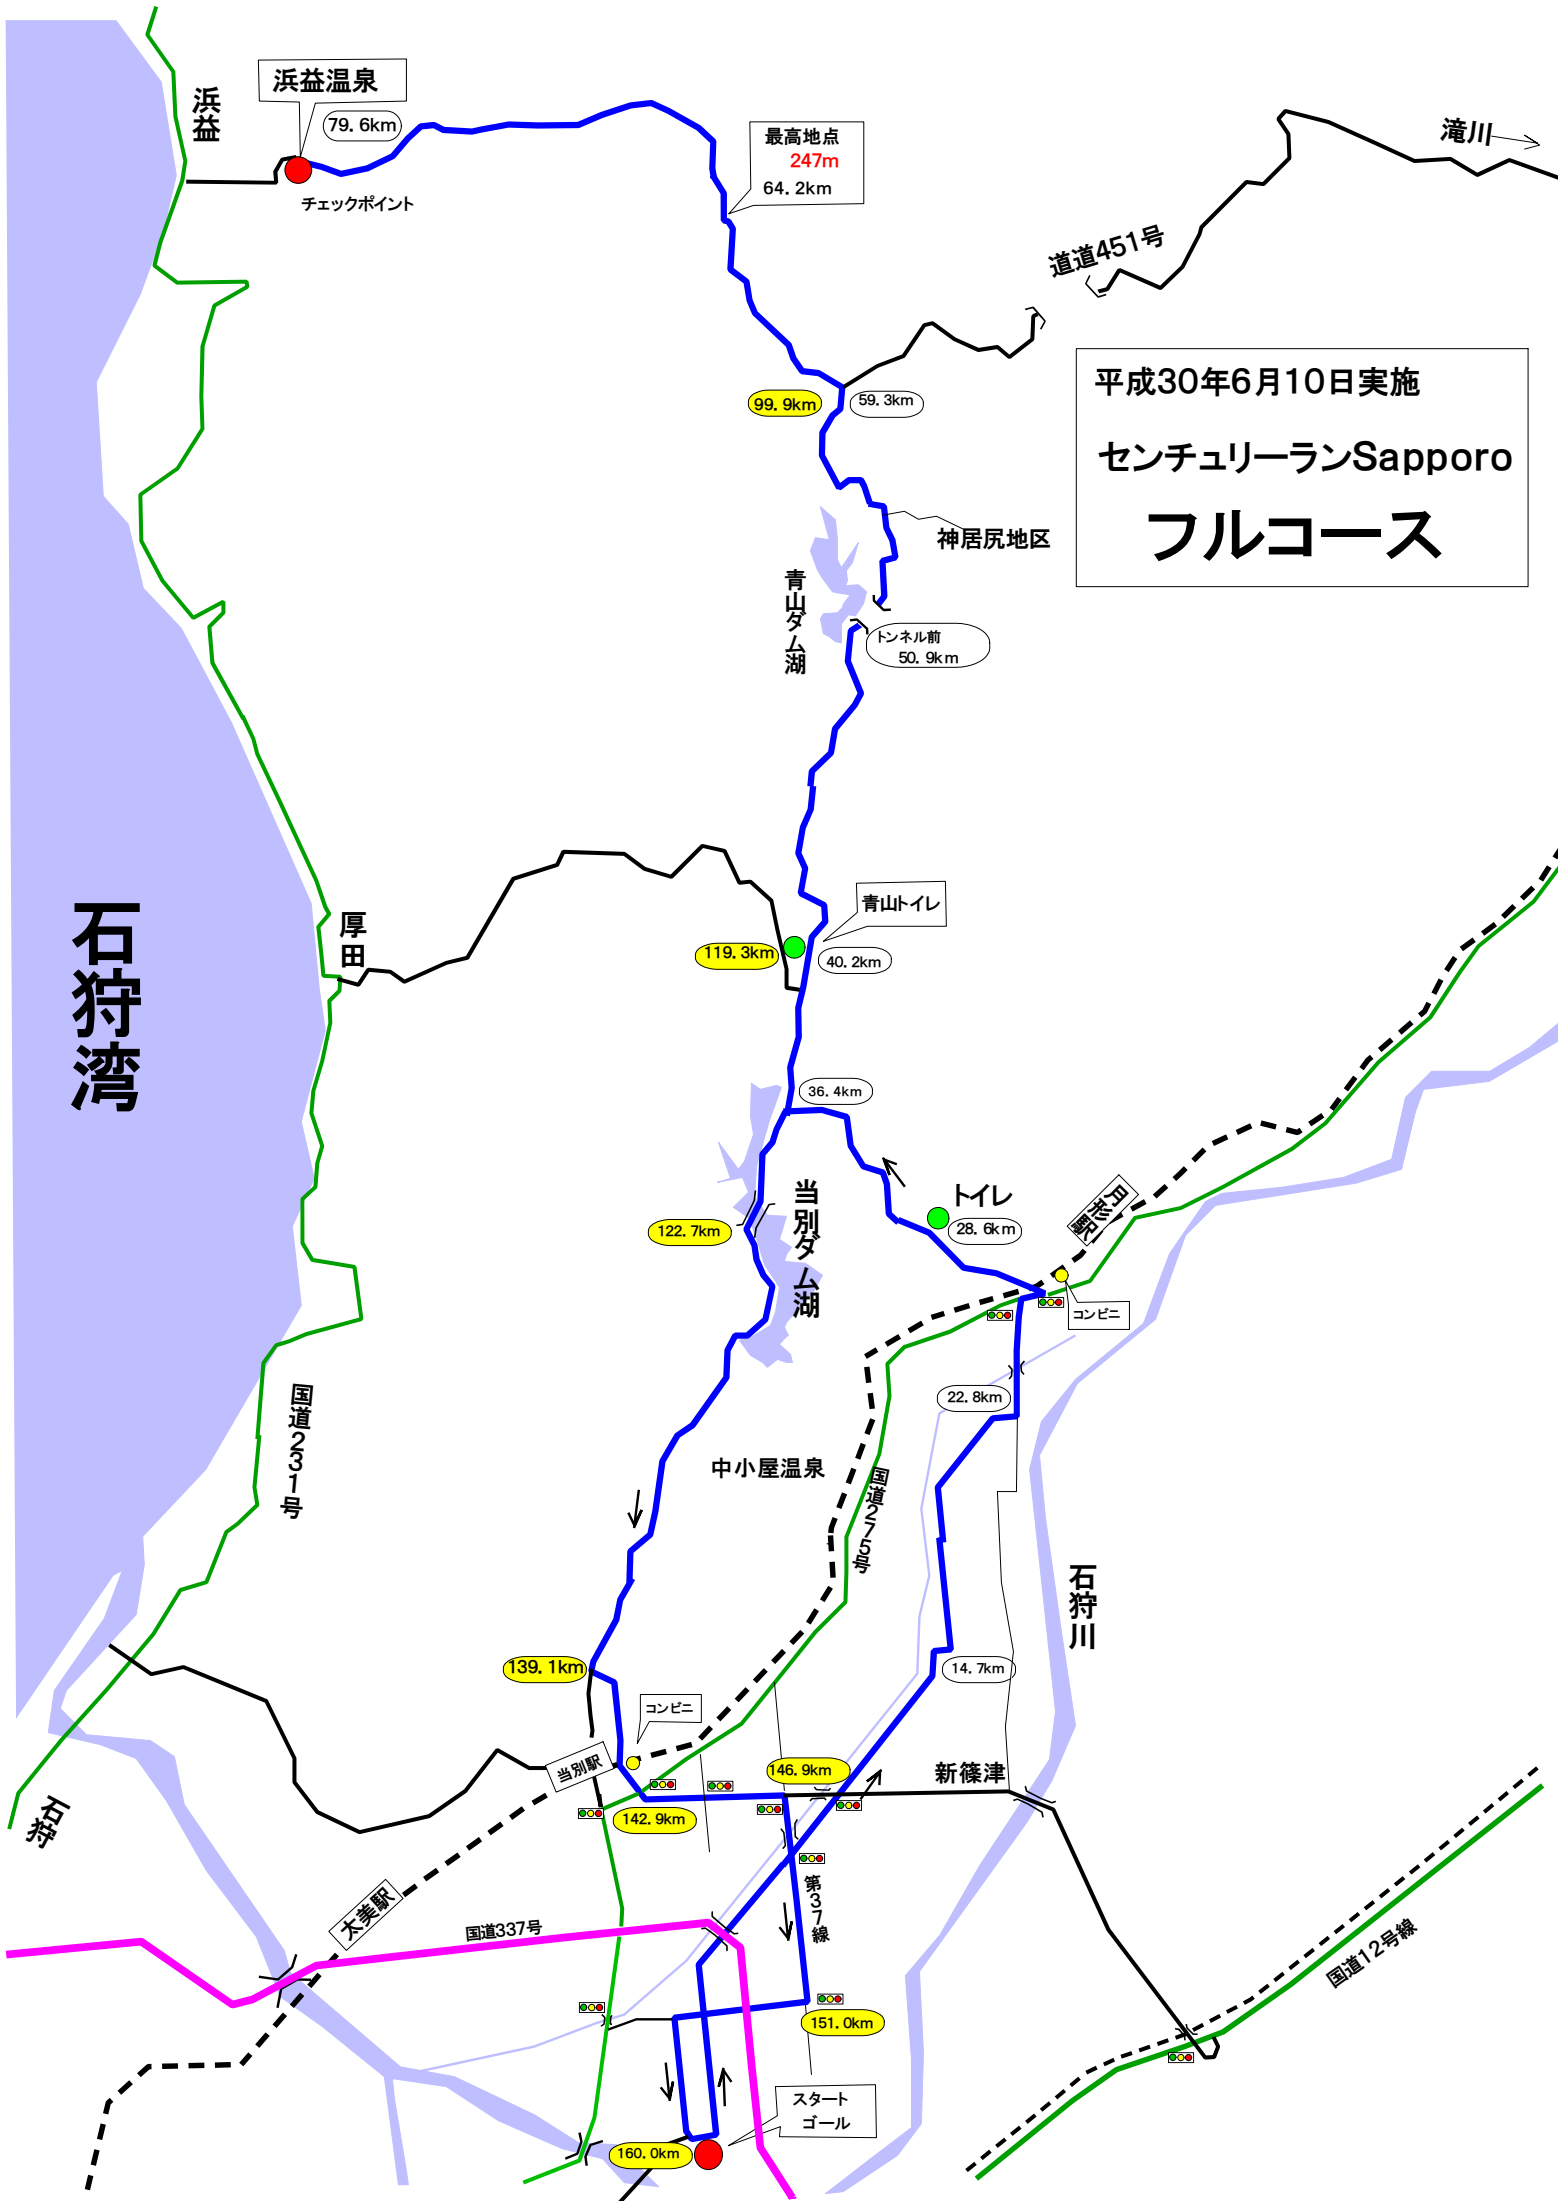 浜益
浜益温泉
79.6km
チェックポイント
最高地点
247m
64.2km
滝川
道道451号
平成30年6月10日実施
センチュリーランSapporo
フルコース
99.9km
59.3km
神居尻地区
青山ダム湖
トンネル前
50.9km
石狩湾
厚田
青山トイレ
119.3km
40.2km
36.4km
当別ダム湖
トイレ
28.6km
月形駅
122.7km
コンビニ
国道231号
22.8km
中小屋温泉
国道275号
石狩川
139.1km
14.7km
コンビニ
当別駅
146.9km
新篠津
石狩
142.9km
第37線
太美駅
国道337号
国道12号線
151.0km
スタート
ゴール
160.0km